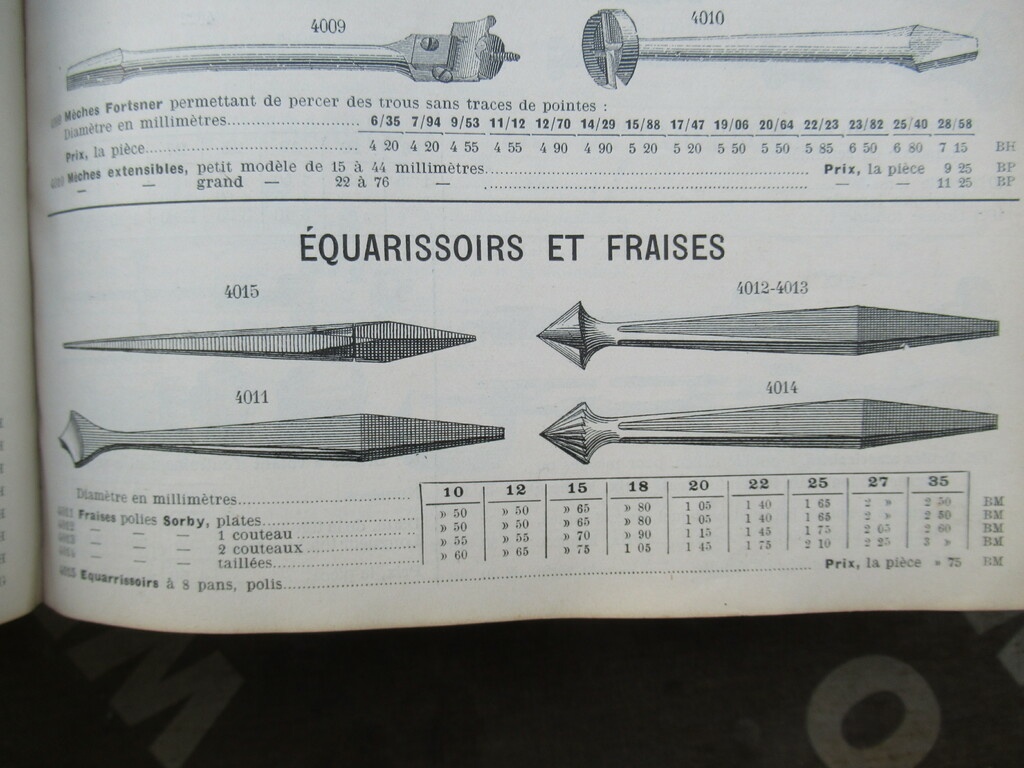 4009
4010
Mèches Fortsner permettant de percer des trous sans traces de pointes :
Diamètre en millimètres 6/35 7/94 9/53 11/12 12/70 14/29 15/88 17/47 19/06 20/64 22/23 23/82 25/40 28/58
Prix, la pièce 4 20 4 20 4 55 4 55 4 90 4 90 5 20 5 20 5 50 5 50 5 85 6 50 6 80 7 15 BH
Mèches extensibles, petit modèle de 15 à 44 millimètres Prix, la pièce 9 25 BP
— — grand — 22 à 76 — — — 11 25 BP
ÉQUARISSOIRS ET FRAISES
4015
4012-4013
4011
4014
Diamètre en millimètres 10 12 15 18 20 22 25 27 35
4011 Fraises polies Sorby, plates » 50 » 50 » 65 » 80 1 05 1 40 1 65 2 » 2 50 BM
4012 — — — 1 couteau » 50 » 50 » 65 » 80 1 05 1 40 1 65 2 » 2 50 BM
4013 — — — 2 couteaux » 55 » 55 » 70 » 90 1 15 1 45 1 75 2 05 2 60 BM
4014 — — — taillées » 60 » 65 » 75 1 05 1 45 1 75 2 10 2 25 3 » BM
4015 Equarrissoirs à 8 pans, polis Prix, la pièce » 75 BM
M
O